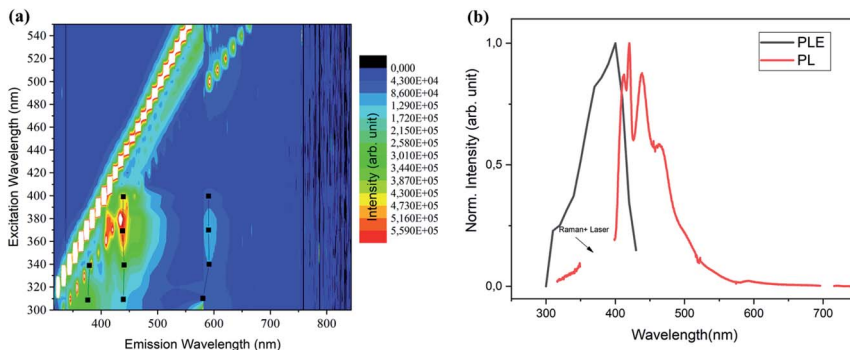 (a)
540
520
500
480
460
440
420
400
380
360
340
320
300
Excitation Wavelength (nm)
400 500 600 700 800
Emission Wavelength (nm)
Intensity (arb. unit)
0,000
4,300E+04
8,600E+04
1,290E+05
1,720E+05
2,150E+05
2,580E+05
3,010E+05
3,440E+05
3,870E+05
4,300E+05
4,730E+05
5,160E+05
5,590E+05
(b)
1,0
0,5
0,0
Norm. Intensity (arb. unit)
PLE
PL
Raman+ Laser
300 400 500 600 700
Wavelength(nm)